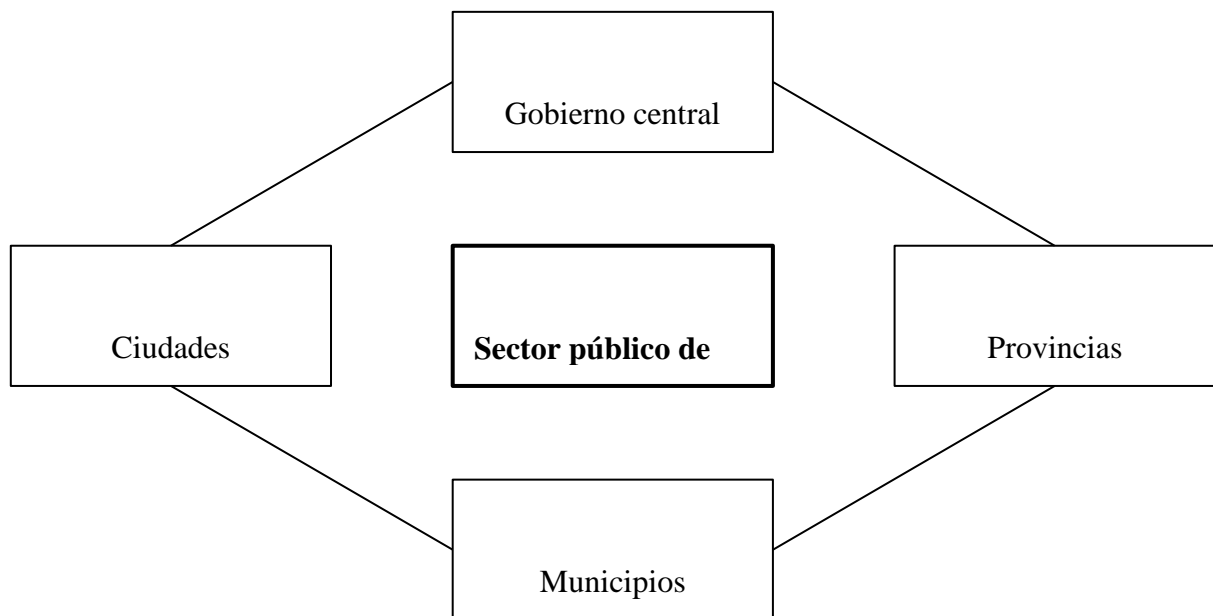 Gobierno central
Ciudades
Sector público de
Provincias
Municipios